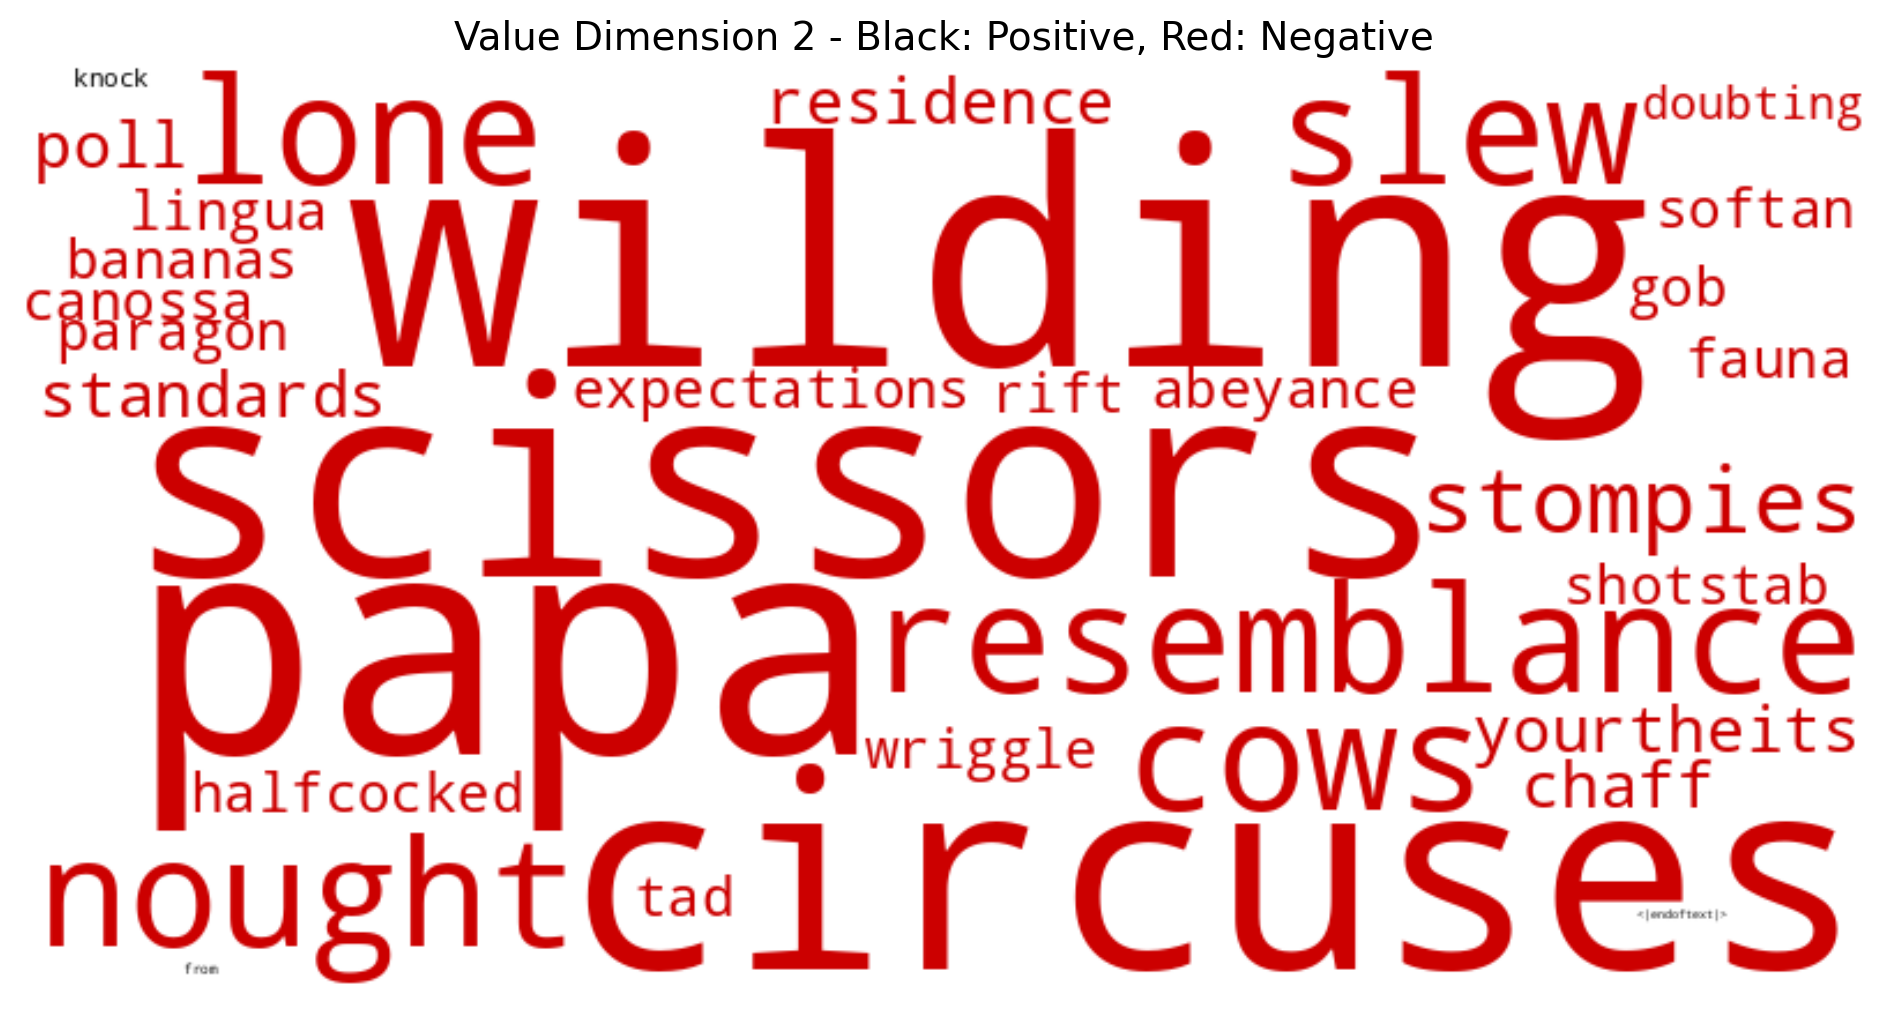 Value Dimension 2 - Black: Positive, Red: Negative
knock
residence
doubting
poll
lone
slew
wilding
lingua
softan
bananas
canossa
gob
paragon
fauna
standards
expectations
rift
abeyance
scissors
stompies
shotstab
papa
resemblance
wriggle
cows
yourtheits
halfcocked
chaff
nought
tad
circuses
<|endoftext|>
from